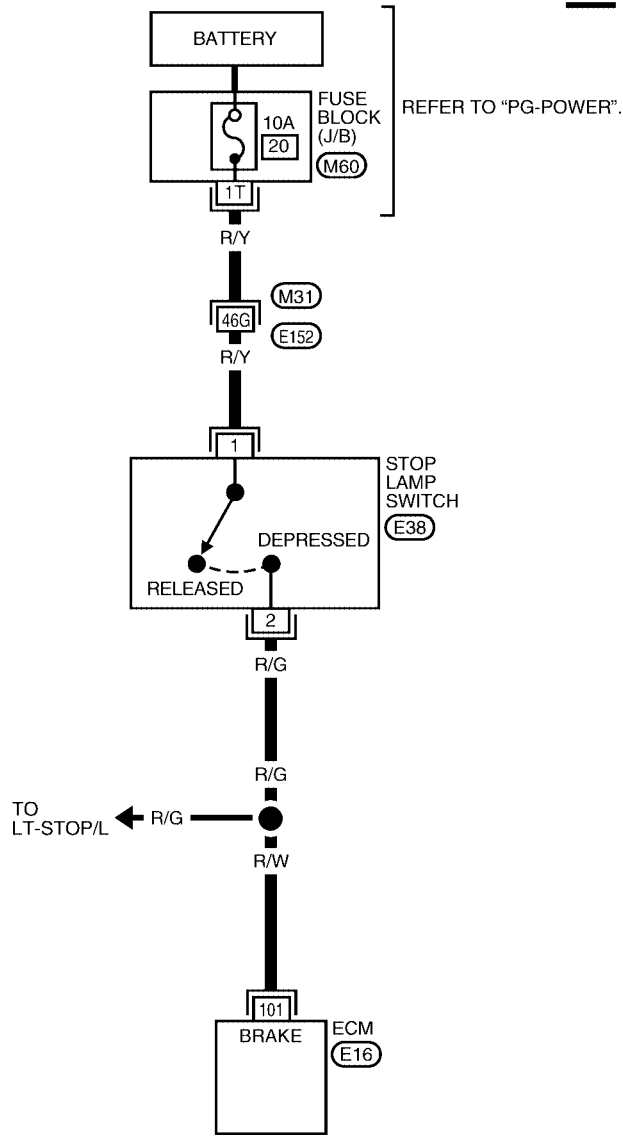 BATTERY
FUSE
BLOCK
(J/B)
REFER TO “PG-POWER”.
10A
20
M60
1T
R/Y
M31
46G
E152
R/Y
1
STOP
LAMP
SWITCH
E38
DEPRESSED
RELEASED
2
R/G
R/G
TO
LT-STOP/L
R/G
R/W
101
BRAKE
ECM
E16